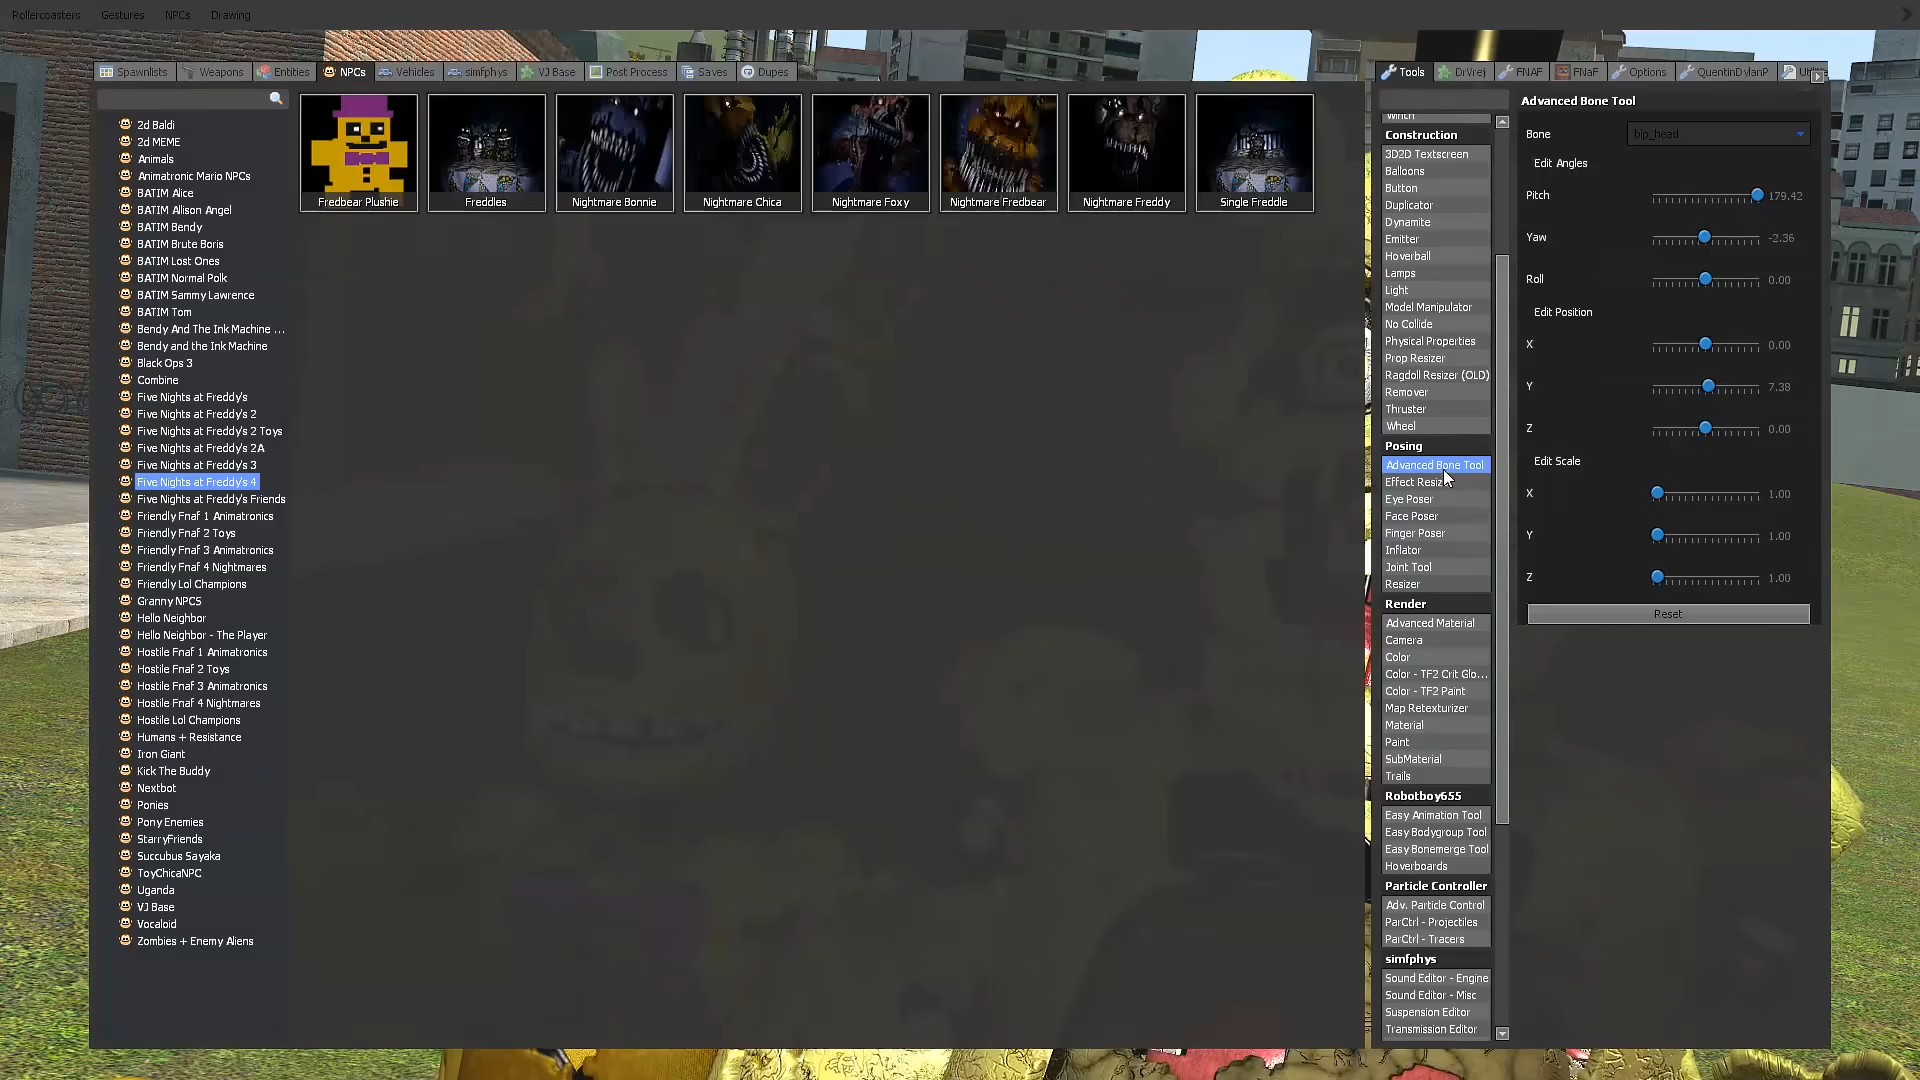 Rollercoasters Gestures NPCs Drawing
Spawnlists Weapons Entities NPCs Vehicles simfphys VJ Base Post Process Saves Dupes
2d Baldi
2d MEME
Animals
Animatronic Mario NPCs
BATIM Alice
BATIM Allison Angel
BATIM Bendy
BATIM Brute Boris
BATIM Lost Ones
BATIM Normal Polk
BATIM Sammy Lawrence
BATIM Tom
Bendy And The Ink Machine ...
Bendy and the Ink Machine
Black Ops 3
Combine
Five Nights at Freddy's
Five Nights at Freddy's 2
Five Nights at Freddy's 2 Toys
Five Nights at Freddy's 2A
Five Nights at Freddy's 3
Five Nights at Freddy's 4
Five Nights at Freddy's Friends
Friendly Fnaf 1 Animatronics
Friendly Fnaf 2 Toys
Friendly Fnaf 3 Animatronics
Friendly Fnaf 4 Nightmares
Friendly Lol Champions
Granny NPCS
Hello Neighbor
Hello Neighbor - The Player
Hostile Fnaf 1 Animatronics
Hostile Fnaf 2 Toys
Hostile Fnaf 3 Animatronics
Hostile Fnaf 4 Nightmares
Hostile Lol Champions
Humans + Resistance
Iron Giant
Kick The Buddy
Nextbot
Ponies
Pony Enemies
StarryFriends
Succubus Sayaka
ToyChicaNPC
Uganda
VJ Base
Vocaloid
Zombies + Enemy Aliens
Fredbear Plushie Freddles Nightmare Bonnie Nightmare Chica Nightmare Foxy Nightmare Fredbear Nightmare Freddy Single Freddle
Tools DrVrej FNAF FNaF Options QuentinDylanP
Winch
Construction
3D2D Textscreen
Balloons
Button
Duplicator
Dynamite
Emitter
Hoverball
Lamps
Light
Model Manipulator
No Collide
Physical Properties
Prop Resizer
Ragdoll Resizer (OLD)
Remover
Thruster
Wheel
Posing
Advanced Bone Tool
Effect Resiz
Eye Poser
Face Poser
Finger Poser
Inflator
Joint Tool
Resizer
Render
Advanced Material
Camera
Color
Color - TF2 Crit Glo...
Color - TF2 Paint
Map Retexturizer
Material
Paint
SubMaterial
Trails
Robotboy655
Easy Animation Tool
Easy Bodygroup Tool
Easy Bonemerge Tool
Hoverboards
Particle Controller
Adv. Particle Control
ParCtrl - Projectiles
ParCtrl - Tracers
simfphys
Sound Editor - Engine
Sound Editor - Misc
Suspension Editor
Transmission Editor
Advanced Bone Tool
Bone bip_head
Edit Angles
Pitch 179.42
Yaw -2.36
Roll 0.00
Edit Position
X 0.00
Y 7.38
Z 0.00
Edit Scale
X 1.00
Y 1.00
Z 1.00
Reset